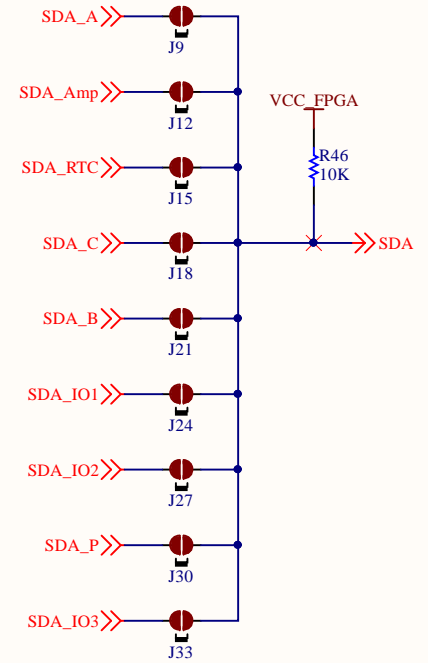 SDA_A
J9
SDA_Amp
J12
VCC_FPGA
SDA_RTC
J15
R46
10K
SDA_C
J18
SDA
SDA_B
J21
SDA_IO1
J24
SDA_IO2
J27
SDA_P
J30
SDA_IO3
J33